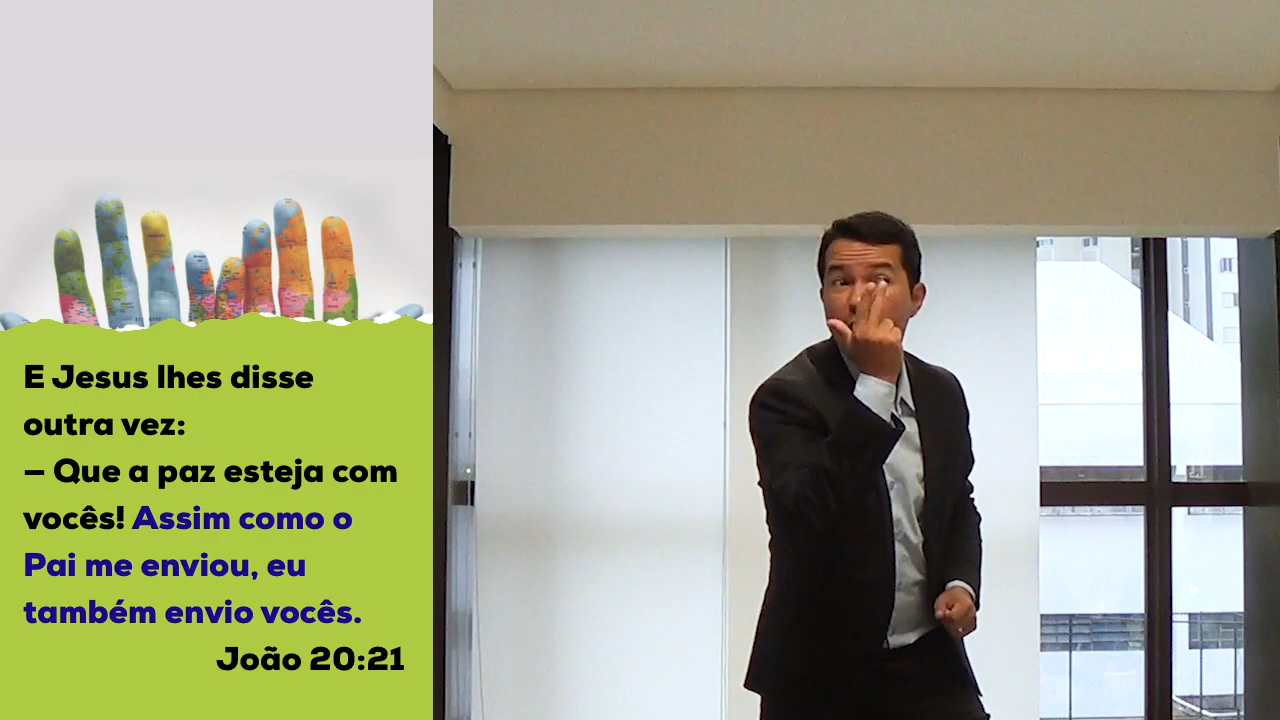 E Jesus lhes disse
outra vez:
– Que a paz esteja com
vocês! Assim como o
Pai me enviou, eu
também envio vocês.
João 20:21